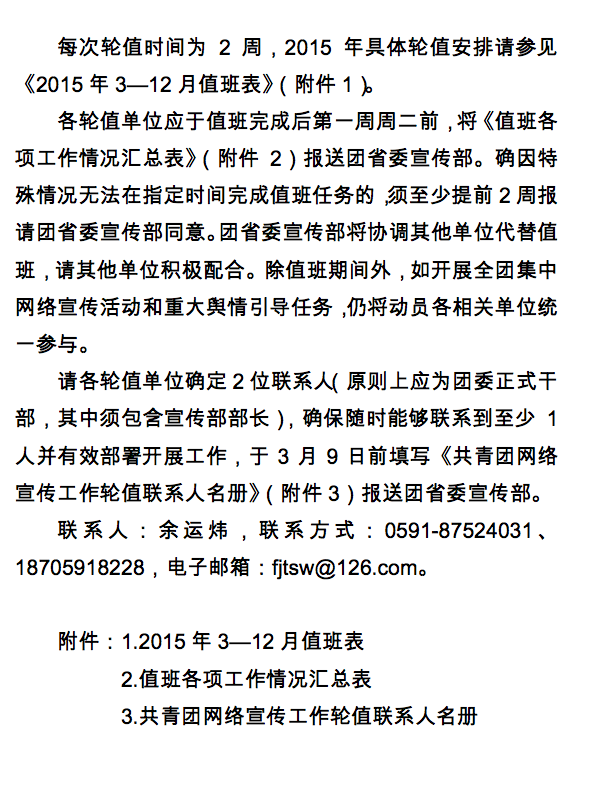 每次轮值时间为 2 周，2015 年具体轮值安排请参见
《2015 年 3—12 月值班表》（附件 1）。
各轮值单位应于值班完成后第一周周二前，将《值班各
项工作情况汇总表》（附件 2）报送团省委宣传部。确因特
殊情况无法在指定时间完成值班任务的，须至少提前 2 周报
请团省委宣传部同意。团省委宣传部将协调其他单位代替值
班，请其他单位积极配合。除值班期间外，如开展全团集中
网络宣传活动和重大舆情引导任务，仍将动员各相关单位统
一参与。
请各轮值单位确定 2 位联系人（原则上应为团委正式干
部，其中须包含宣传部部长），确保随时能够联系到至少 1
人并有效部署开展工作，于 3 月 9 日前填写《共青团网络
宣传工作轮值联系人名册》（附件 3）报送团省委宣传部。
联系人：余运炜，联系方式：0591-87524031、
18705918228，电子邮箱：fjtsw@126.com。
附件：1.2015 年 3—12 月值班表
2.值班各项工作情况汇总表
3.共青团网络宣传工作轮值联系人名册